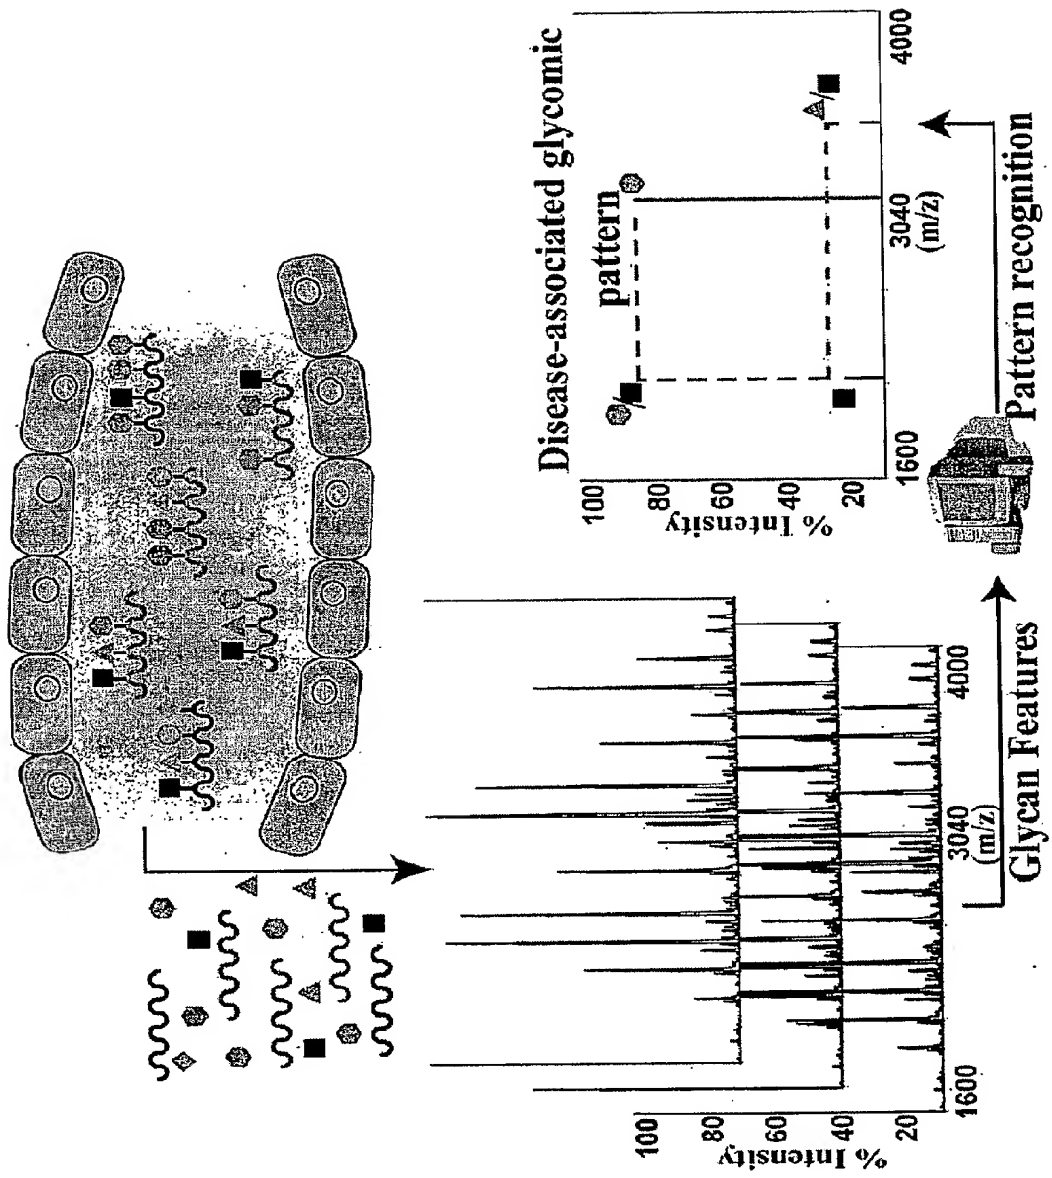 100
80
60
40
20
% Intensity
1600
3040
(m/z)
4000
Glycan Features
Disease-associated glycomic
pattern
100
80
60
40
20
% Intensity
1600
3040
(m/z)
4000
Pattern recognition